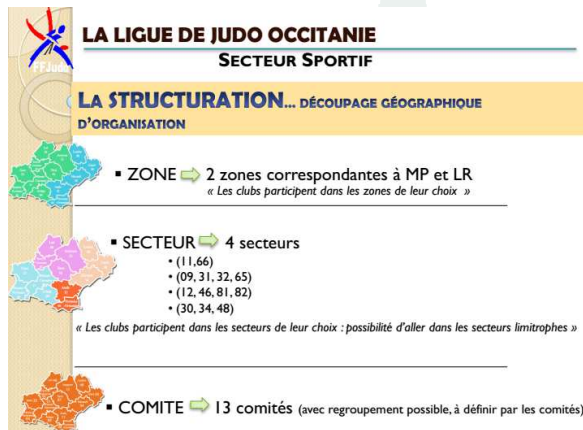 LA LIGUE DE JUDO OCCITANIE
SECTEUR SPORTIF
FFJudo
LA STRUCTURATION... DÉCOUPAGE GÉOGRAPHIQUE
D'ORGANISATION
▪ ZONE ⇨ 2 zones correspondantes à MP et LR
« Les clubs participent dans les zones de leur choix »
▪ SECTEUR ⇨ 4 secteurs
• (11,66)
• (09, 31, 32, 65)
• (12, 46, 81, 82)
• (30, 34, 48)
« Les clubs participent dans les secteurs de leur choix : possibilité d'aller dans les secteurs limitrophes »
▪ COMITE ⇨ 13 comités (avec regroupement possible, à définir par les comités)